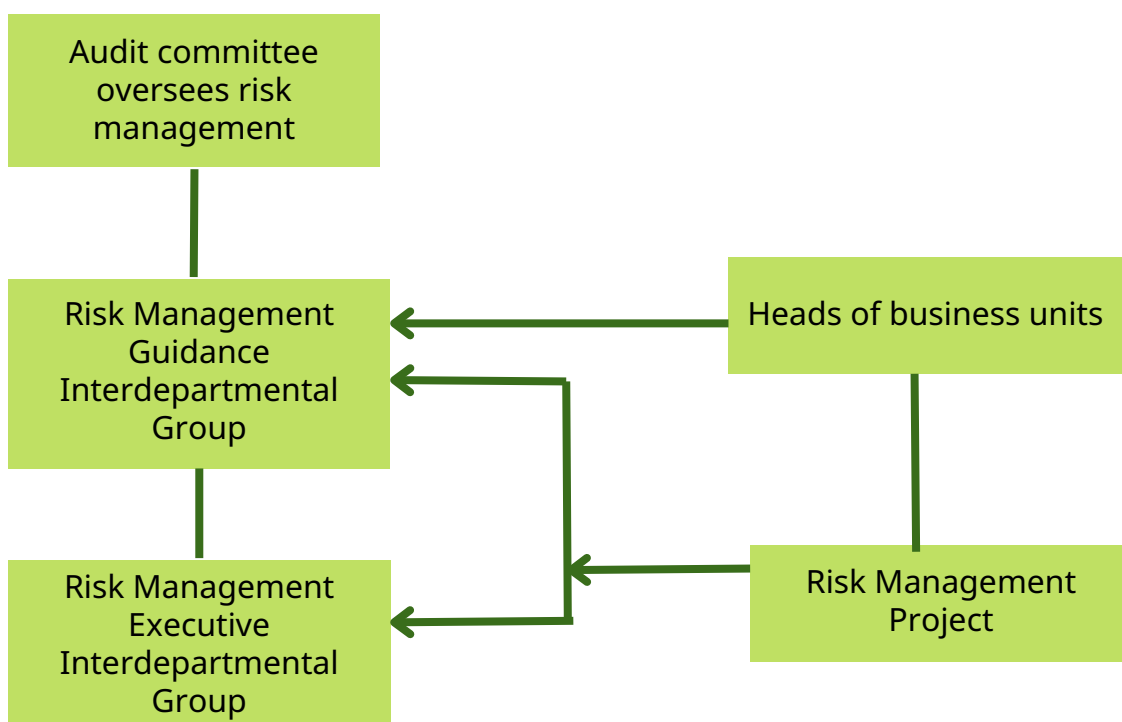 Audit committee
oversees risk
management
Risk Management
Guidance
Interdepartmental
Group
Heads of business units
Risk Management
Executive
Interdepartmental
Group
Risk Management
Project